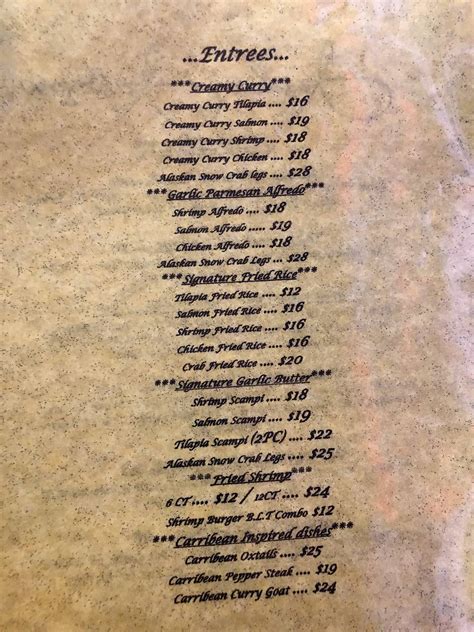 ...Entrees...
***Creamy Curry***
Creamy Curry Tilapia .... $16
Creamy Curry Salmon .... $19
Creamy Curry Shrimp .... $18
Creamy Curry Chicken .... $18
Alaskan Snow Crab legs .... $28
***Garlic Parmesan Alfredo***
Shrimp Alfredo .... $18
Salmon Alfredo ..... $19
Chicken Alfredo .... $18
Alaskan Snow Crab Legs ... $28
***Signature Fried Rice***
Tilapia Fried Rice .... $12
Salmon Fried Rice .... $16
Shrimp Fried Rice .... $16
Chicken Fried Rice .... $16
Crab Fried Rice .... $20
***Signature Garlic Butter***
Shrimp Scampi .... $18
Salmon Scampi .... $19
Tilapia Scampi (2PC) .... $22
Alaskan Snow Crab Legs .... $25
***Fried Shrimp***
6 CT .... $12 / 12CT .... $24
Shrimp Burger B.L.T Combo $12
***Carribean Inspired dishes***
Carribean Oxtails .... $25
Carribean Pepper Steak .... $19
Carribean Curry Goat .... $24